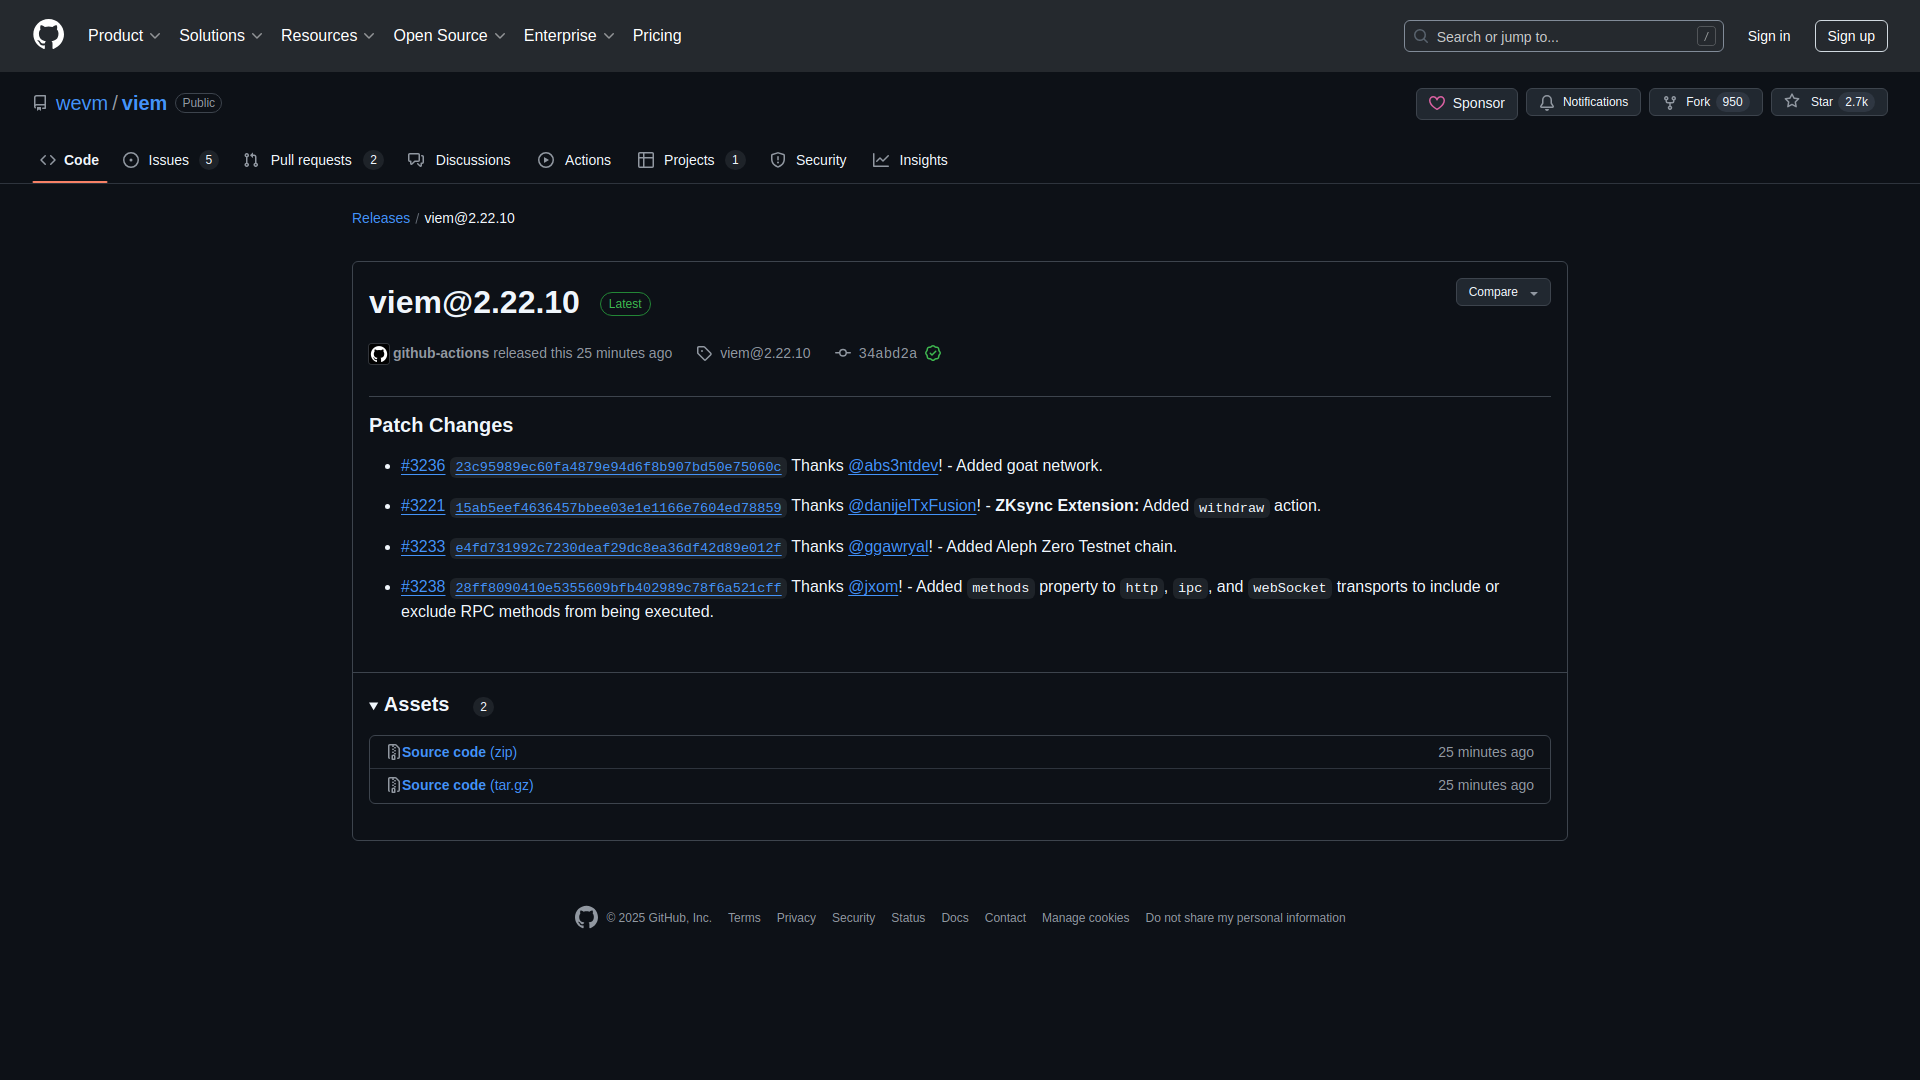 Product Solutions Resources Open Source Enterprise Pricing Search or jump to... / Sign in Sign up
wevm / viem Public Sponsor Notifications Fork 950 Star 2.7k
Code Issues 5 Pull requests 2 Discussions Actions Projects 1 Security Insights
Releases / viem@2.22.10
viem@2.22.10 Latest Compare
github-actions released this 25 minutes ago viem@2.22.10 34abd2a
Patch Changes
#3236 23c95989ec60fa4879e94d6f8b907bd50e75060c Thanks @abs3ntdev! - Added goat network.
#3221 15ab5eef4636457bbee03e1e1166e7604ed78859 Thanks @danijelTxFusion! - ZKsync Extension: Added withdraw action.
#3233 e4fd731992c7230deaf29dc8ea36df42d89e012f Thanks @ggawryal! - Added Aleph Zero Testnet chain.
#3238 28ff8090410e5355609bfb402989c78f6a521cff Thanks @jxom! - Added methods property to http, ipc, and webSocket transports to include or
exclude RPC methods from being executed.
Assets 2
Source code (zip) 25 minutes ago
Source code (tar.gz) 25 minutes ago
© 2025 GitHub, Inc. Terms Privacy Security Status Docs Contact Manage cookies Do not share my personal information